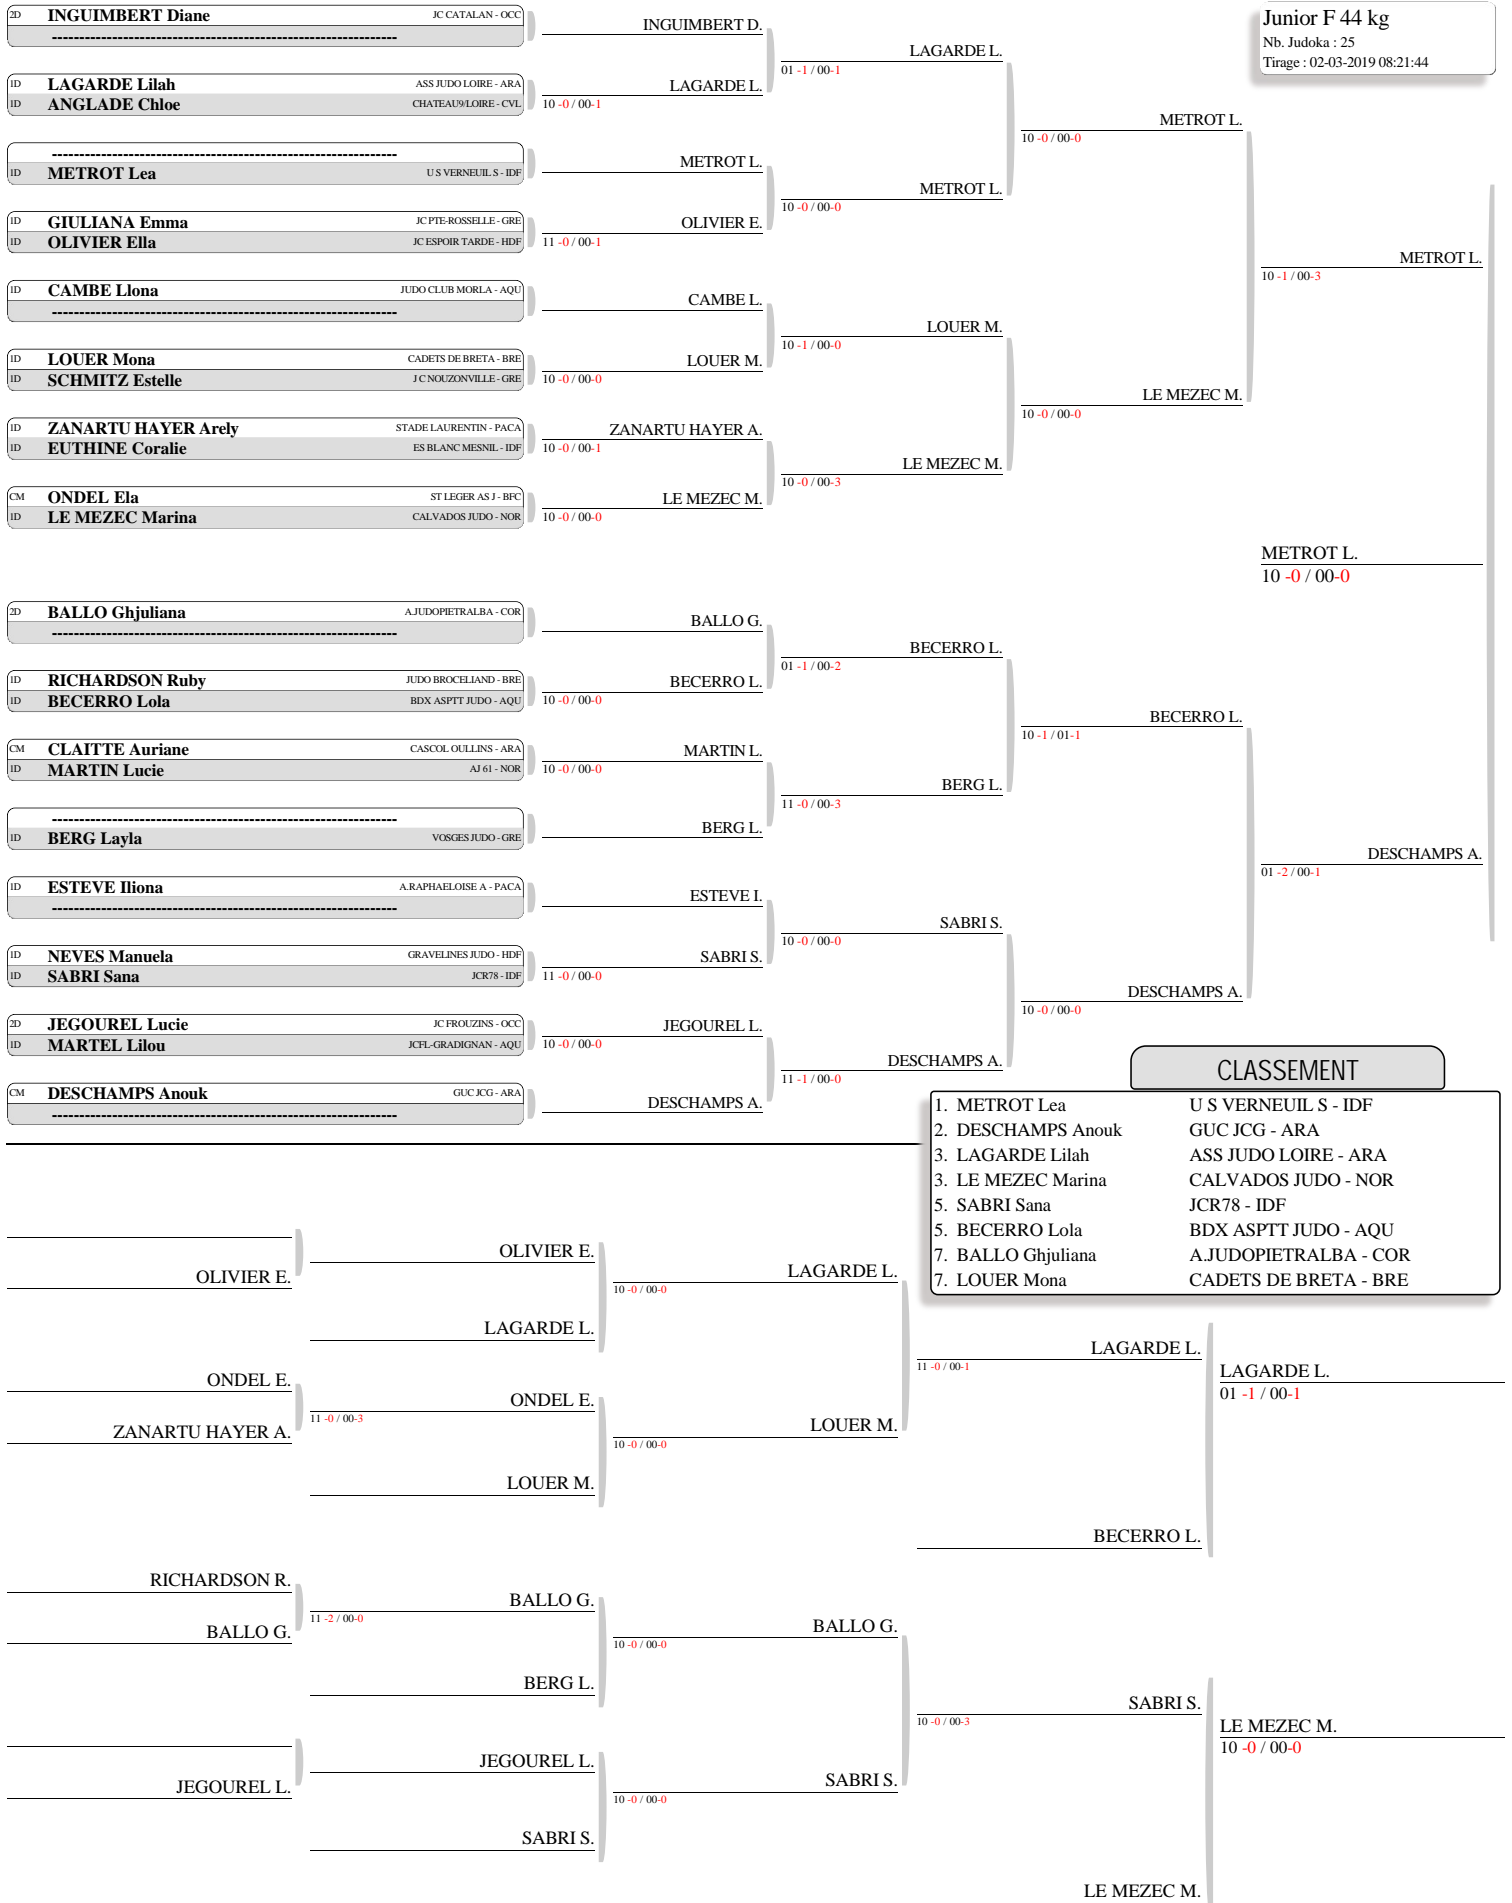 Junior F 44 kg
Nb. Judoka : 25
Tirage : 02-03-2019 08:21:44
2D INGUIMBERT Diane JC CATALAN - OCC
------------------------------------------------------------------
1D LAGARDE Lilah ASS JUDO LOIRE - ARA
1D ANGLADE Chloe CHATEAU9/LOIRE - CVL
------------------------------------------------------------------
1D METROT Lea U S VERNEUIL S - IDF
1D GIULIANA Emma JC PTE-ROSSELLE - GRE
1D OLIVIER Ella JC ESPOIR TARDE - HDF
1D CAMBE Llona JUDO CLUB MORLA - AQU
------------------------------------------------------------------
1D LOUER Mona CADETS DE BRETA - BRE
1D SCHMITZ Estelle J C NOUZONVILLE - GRE
1D ZANARTU HAYER Arely STADE LAURENTIN - PACA
1D EUTHINE Coralie ES BLANC MESNIL - IDF
CM ONDEL Ela ST LEGER AS J - BFC
1D LE MEZEC Marina CALVADOS JUDO - NOR
2D BALLO Ghjuliana A.JUDOPIETRALBA - COR
------------------------------------------------------------------
1D RICHARDSON Ruby JUDO BROCELIAND - BRE
1D BECERRO Lola BDX ASPTT JUDO - AQU
CM CLAITTE Auriane CASCOL OULLINS - ARA
1D MARTIN Lucie AJ 61 - NOR
------------------------------------------------------------------
1D BERG Layla VOSGES JUDO - GRE
1D ESTEVE Iliona A.RAPHAELOISE A - PACA
------------------------------------------------------------------
1D NEVES Manuela GRAVELINES JUDO - HDF
1D SABRI Sana JCR78 - IDF
2D JEGOUREL Lucie JC FROUZINS - OCC
1D MARTEL Lilou JCFL-GRADIGNAN - AQU
CM DESCHAMPS Anouk GUC JCG - ARA
------------------------------------------------------------------
INGUIMBERT D.
LAGARDE L.
10 -0 / 00-1
METROT L.
OLIVIER E.
11 -0 / 00-1
CAMBE L.
LOUER M.
10 -0 / 00-0
ZANARTU HAYER A.
10 -0 / 00-1
LE MEZEC M.
10 -0 / 00-0
BALLO G.
BECERRO L.
10 -0 / 00-0
MARTIN L.
10 -0 / 00-0
BERG L.
ESTEVE I.
SABRI S.
11 -0 / 00-0
JEGOUREL L.
10 -0 / 00-0
DESCHAMPS A.
LAGARDE L.
01 -1 / 00-1
METROT L.
10 -0 / 00-0
LOUER M.
10 -1 / 00-0
LE MEZEC M.
10 -0 / 00-3
BECERRO L.
01 -1 / 00-2
BERG L.
11 -0 / 00-3
SABRI S.
10 -0 / 00-0
DESCHAMPS A.
11 -1 / 00-0
METROT L.
10 -0 / 00-0
LE MEZEC M.
10 -0 / 00-0
BECERRO L.
10 -1 / 01-1
DESCHAMPS A.
10 -0 / 00-0
METROT L.
10 -1 / 00-3
DESCHAMPS A.
01 -2 / 00-1
METROT L.
10 -0 / 00-0
CLASSEMENT
1. METROT Lea U S VERNEUIL S - IDF
2. DESCHAMPS Anouk GUC JCG - ARA
3. LAGARDE Lilah ASS JUDO LOIRE - ARA
3. LE MEZEC Marina CALVADOS JUDO - NOR
5. SABRI Sana JCR78 - IDF
5. BECERRO Lola BDX ASPTT JUDO - AQU
7. BALLO Ghjuliana A.JUDOPIETRALBA - COR
7. LOUER Mona CADETS DE BRETA - BRE
OLIVIER E.
ONDEL E.
ZANARTU HAYER A.
RICHARDSON R.
BALLO G.
JEGOUREL L.
OLIVIER E.
LAGARDE L.
ONDEL E.
11 -0 / 00-3
LOUER M.
BALLO G.
11 -2 / 00-0
BERG L.
JEGOUREL L.
SABRI S.
LAGARDE L.
10 -0 / 00-0
LOUER M.
10 -0 / 00-0
BALLO G.
10 -0 / 00-0
SABRI S.
10 -0 / 00-0
LAGARDE L.
11 -0 / 00-1
BECERRO L.
SABRI S.
10 -0 / 00-3
LE MEZEC M.
LAGARDE L.
01 -1 / 00-1
LE MEZEC M.
10 -0 / 00-0